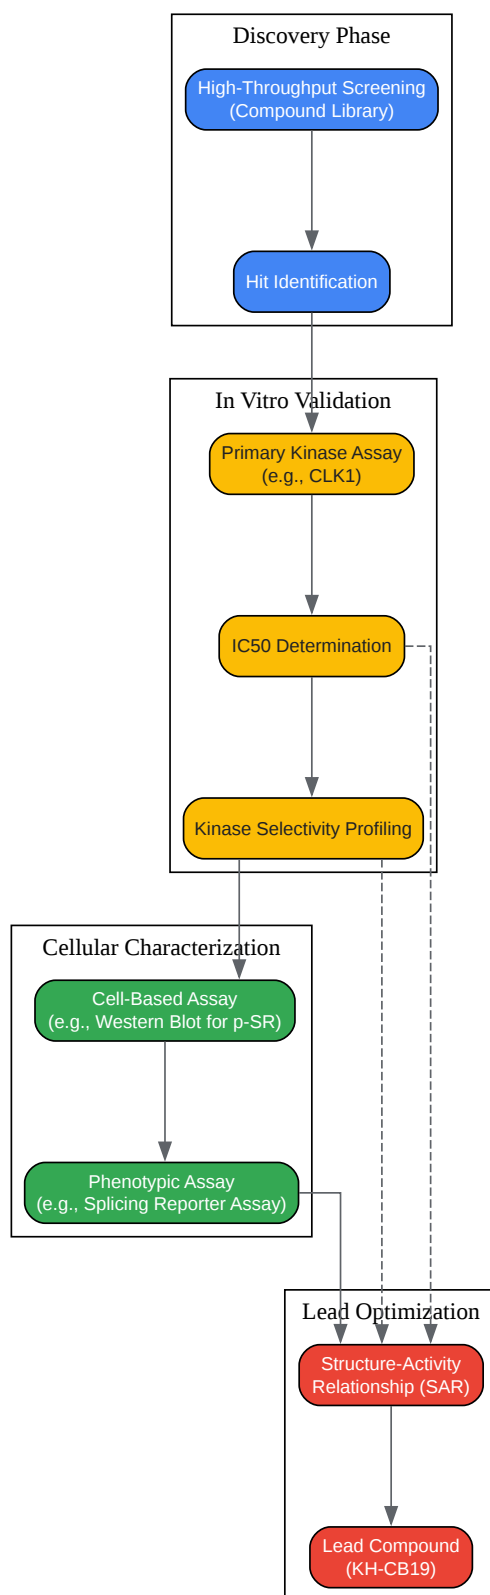 Discovery Phase
High-Throughput Screening
(Compound Library)
Hit Identification
In Vitro Validation
Primary Kinase Assay
(e.g., CLK1)
IC50 Determination
Kinase Selectivity Profiling
Cellular Characterization
Cell-Based Assay
(e.g., Western Blot for p-SR)
Phenotypic Assay
(e.g., Splicing Reporter Assay)
Lead Optimization
Structure-Activity
Relationship (SAR)
Lead Compound
(KH-CB19)